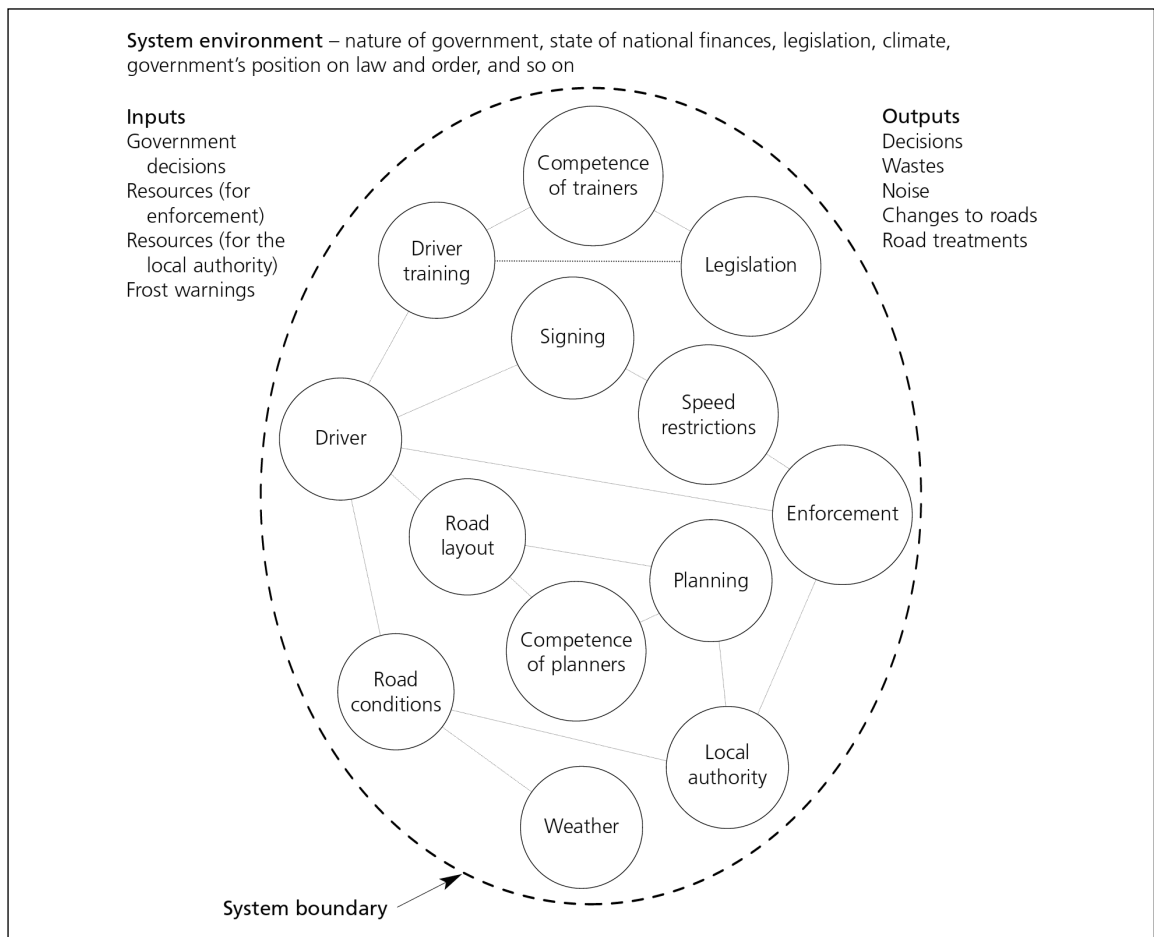 System environment – nature of government, state of national finances, legislation, climate,
government's position on law and order, and so on
Inputs
Government
decisions
Resources (for
enforcement)
Resources (for the
local authority)
Frost warnings
Outputs
Decisions
Wastes
Noise
Changes to roads
Road treatments
Competence
of trainers
Driver
training
Legislation
Signing
Speed
restrictions
Driver
Enforcement
Road
layout
Planning
Competence
of planners
Road
conditions
Local
authority
Weather
System boundary